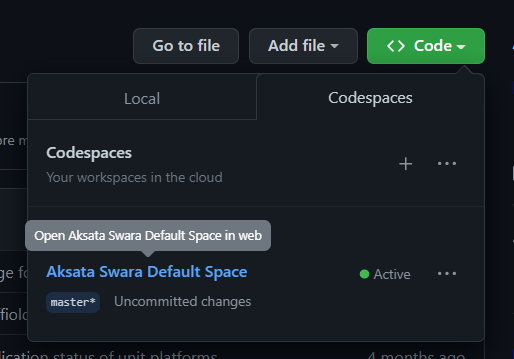 Go to file
Add file
Code
Local
Codespaces
ore m
Codespaces
Your workspaces in the cloud
Open Aksata Swara Default Space in web
ge fo
Aksata Swara Default Space
Active
master*
Uncommitted changes
fiold
lication status of unit platforms
4 months ago